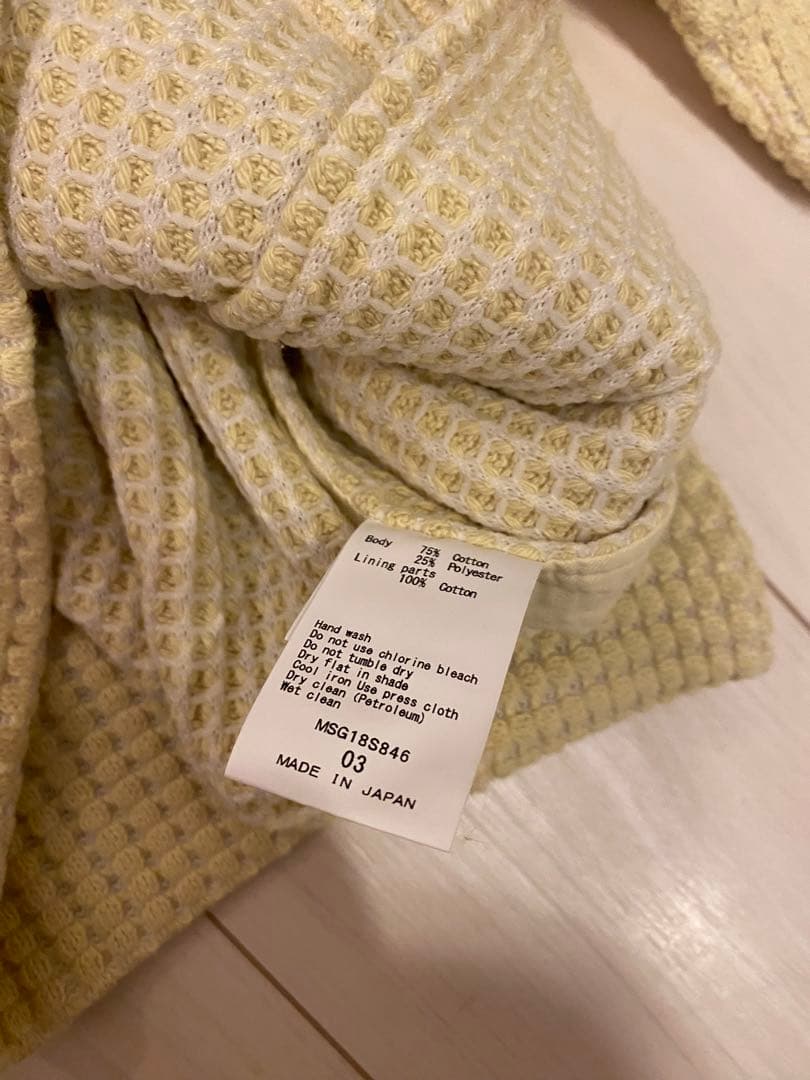 Body 75% Cotton
25% Polyester
Lining parts
100% Cotton
Hand wash
Do not use chlorine bleach
Do not tumble dry
Dry flat in shade
Cool iron Use press cloth
Dry clean (Petroleum)
Wet clean
MSG18S846
03
MADE IN JAPAN